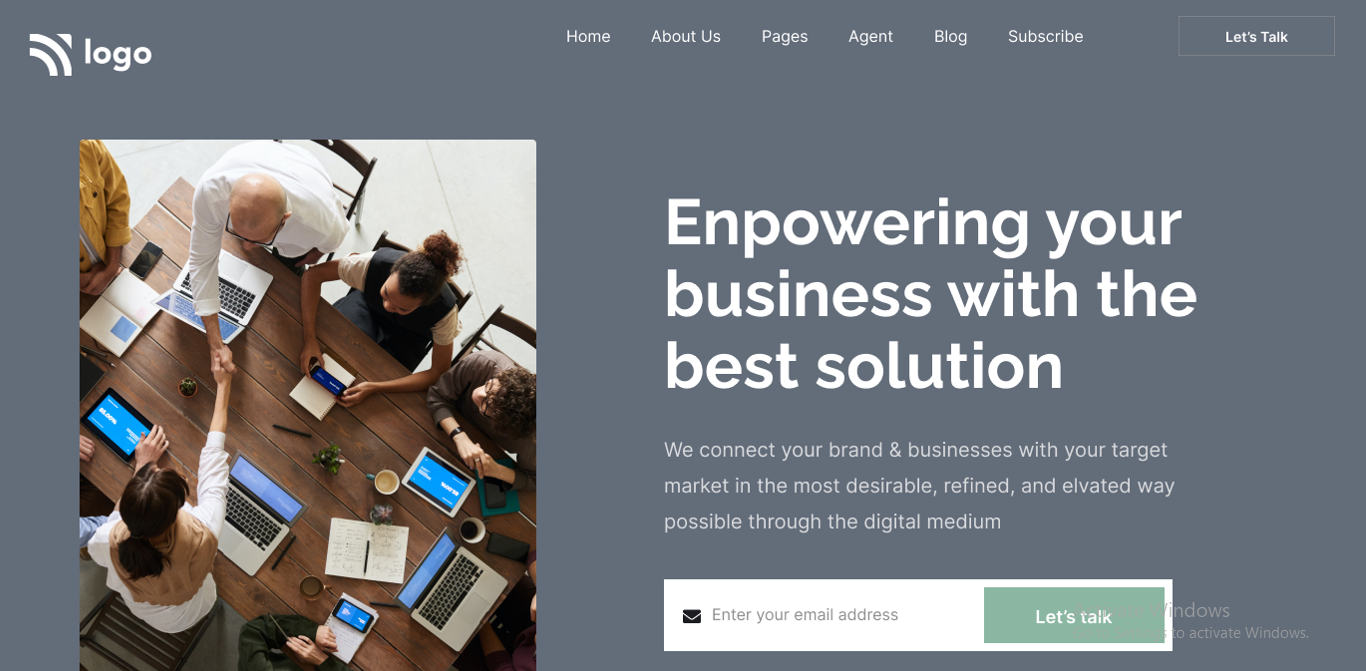 logo
Home
About Us
Pages
Agent
Blog
Subscribe
Let's Talk
Enpowering your
business with the
best solution
We connect your brand & businesses with your target
market in the most desirable, refined, and elvated way
possible through the digital medium
Enter your email address
Let's talk
Windows
to activate Windows.